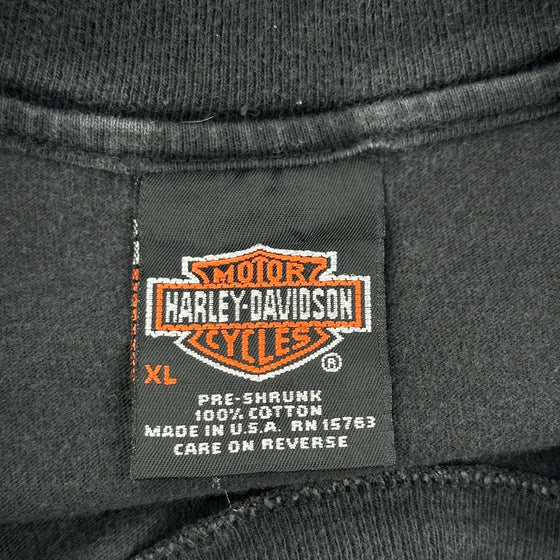 MOTOR
HARLEY-DAVIDSON
CYCLES
®
XL
PRE-SHRUNK
100% COTTON
MADE IN U.S.A. RN 15763
CARE ON REVERSE